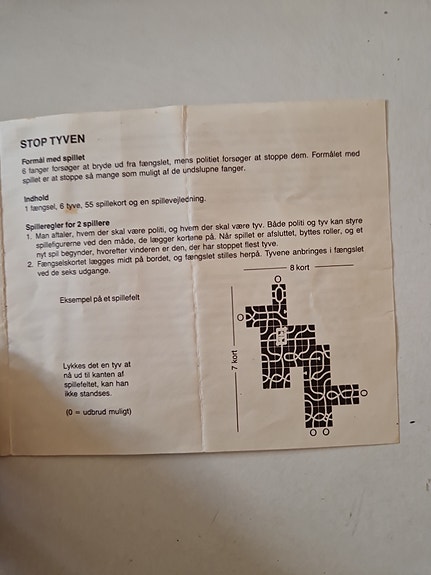 STOP TYVEN
Formål med spillet
6 fanger forsøger at bryde ud fra fængslet, mens politiet forsøger at stoppe dem. Formålet med
spillet er at stoppe så mange som muligt af de undslupne fanger.
Indhold
1 fængsel, 6 tyve, 55 spillekort og en spillevejledning.
Spilleregler for 2 spillere
1. Man aftaler, hvem der skal være politi, og hvem der skal være tyv. Både politi og tyv kan styre
spillefigurerne ved den måde, de lægger kortene på. Når spillet er afsluttet, byttes roller, og et
nyt spil begynder, hvorefter vinderen er den, der har stoppet flest tyve.
2. Fængselskortet lægges midt på bordet, og fængslet stilles herpå. Tyvene anbringes i fængslet
ved de seks udgange.
8 kort
Eksempel på et spillefelt
7 kort
Lykkes det en tyv at
nå ud til kanten af
spillefeltet, kan han
ikke standses.
(0 = udbrud muligt)